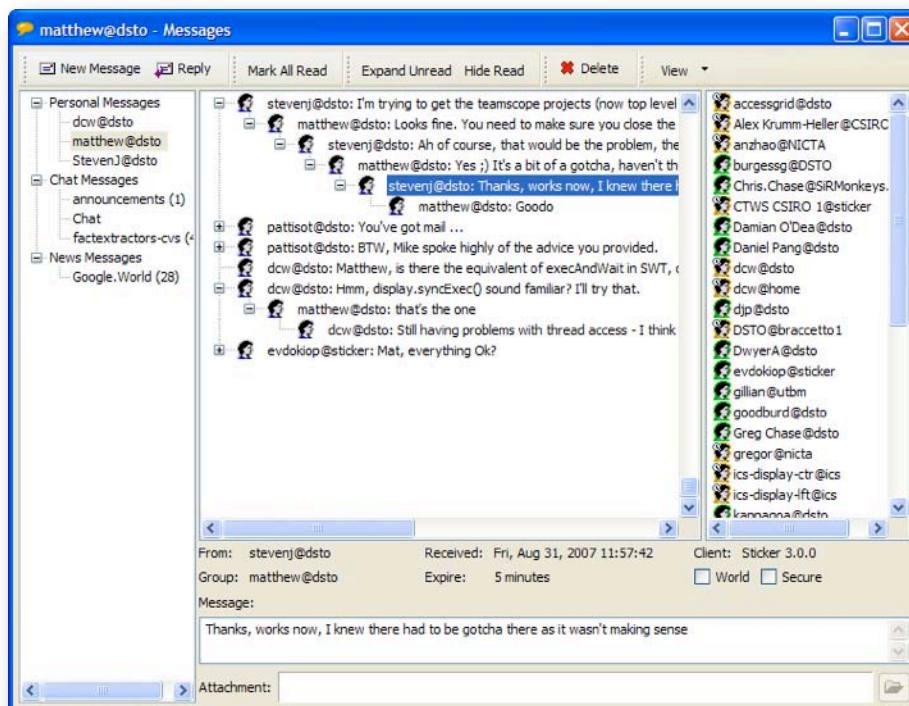 matthew@dsto - Messages
New Message Reply Mark All Read Expand Unread Hide Read Delete View
Personal Messages
dcw@dsto
matthew@dsto
StevenJ@dsto
Chat Messages
announcements (1)
Chat
factextractors-cvs (4
News Messages
Google.World (28)
stevenj@dsto: I'm trying to get the teamscope projects (now top level
matthew@dsto: Looks fine. You need to make sure you close the
stevenj@dsto: Ah of course, that would be the problem, the
matthew@dsto: Yes ;) It's a bit of a gotcha, haven't th
stevenj@dsto: Thanks, works now, I knew there h
matthew@dsto: Goodo
pattisot@dsto: You've got mail ...
pattisot@dsto: BTW, Mike spoke highly of the advice you provided.
dcw@dsto: Matthew, is there the equivalent of execAndWait in SWT, c
dcw@dsto: Hmm, display.syncExec() sound familiar? I'll try that.
matthew@dsto: that's the one
dcw@dsto: Still having problems with thread access - I think
evdokiop@sticker: Mat, everything Ok?
accessgrid@dsto
Alex Krumm-Heller@CSIRC
anzhao@NICTA
burgessg@DSTO
Chris.Chase@SiRMonkeys.
CTWS CSIRO 1@sticker
Damian O'Dea@dsto
Daniel Pang@dsto
dcw@dsto
dcw@home
djp@dsto
DSTO@braccetto1
DwyerA@dsto
evdokiop@sticker
gillian@utbm
goodburd@dsto
Greg Chase@dsto
gregor@nicta
ics-display-ctr@ics
ics-display-lft@ics
From: stevenj@dsto Received: Fri, Aug 31, 2007 11:57:42 Client: Sticker 3.0.0
Group: matthew@dsto Expire: 5 minutes World Secure
Message:
Thanks, works now, I knew there had to be gotcha there as it wasn't making sense
Attachment: